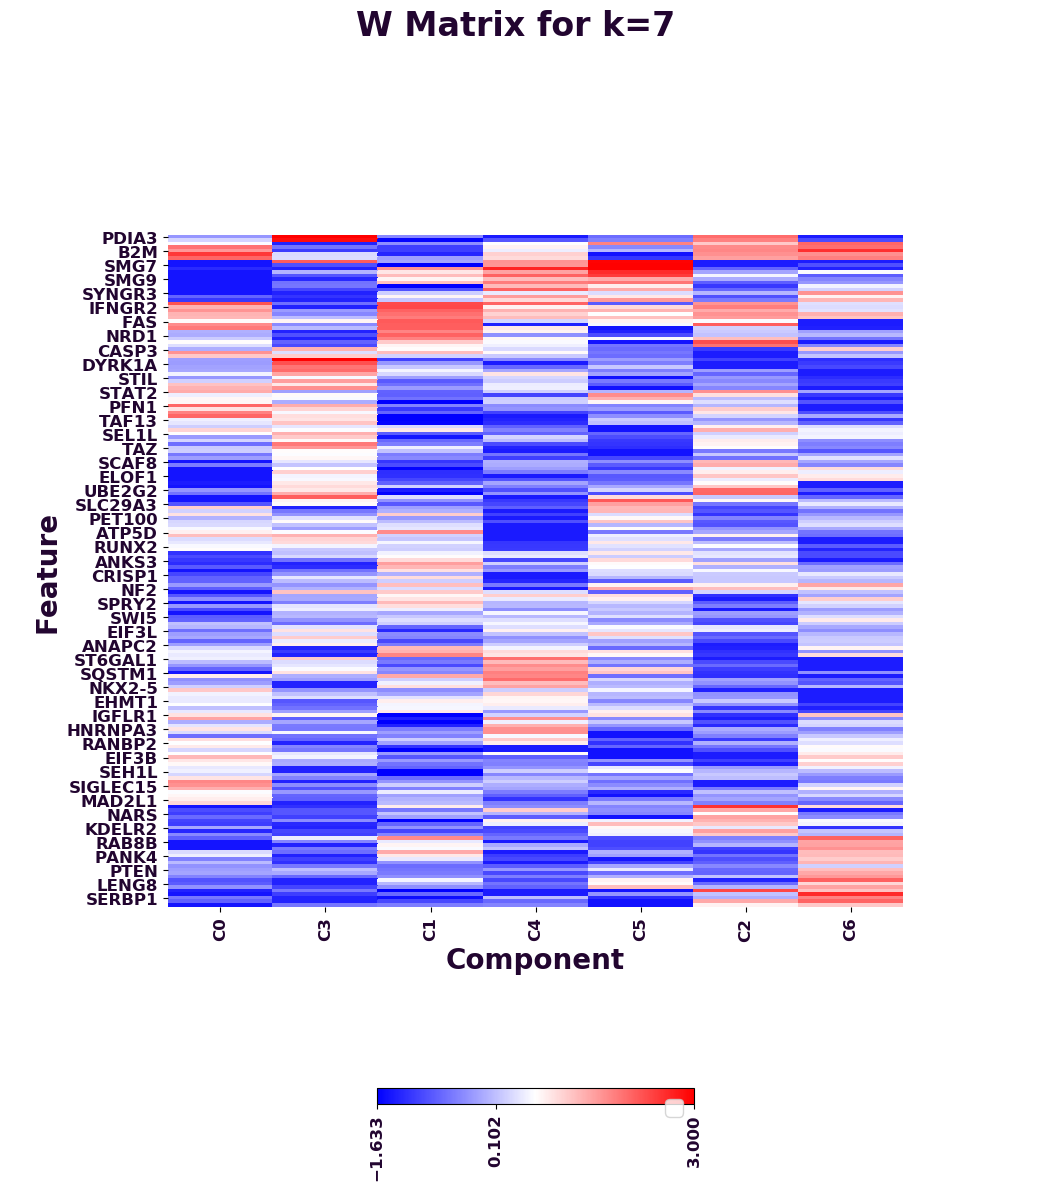 W Matrix for k=7
Feature
PDIA3
B2M
SMG7
SMG9
SYNGR3
IFNGR2
FAS
NRD1
CASP3
DYRK1A
STIL
STAT2
PFN1
TAF13
SEL1L
TAZ
SCAF8
ELOF1
UBE2G2
SLC29A3
PET100
ATP5D
RUNX2
ANKS3
CRISP1
NF2
SPRY2
SWI5
EIF3L
ANAPC2
ST6GAL1
SQSTM1
NKX2-5
EHMT1
IGFLR1
HNRNPA3
RANBP2
EIF3B
SEH1L
SIGLEC15
MAD2L1
NARS
KDELR2
RAB8B
PANK4
PTEN
LENG8
SERBP1
C0 C3 C1 C4 C5 C2 C6
Component
−1.633 0.102 3.000